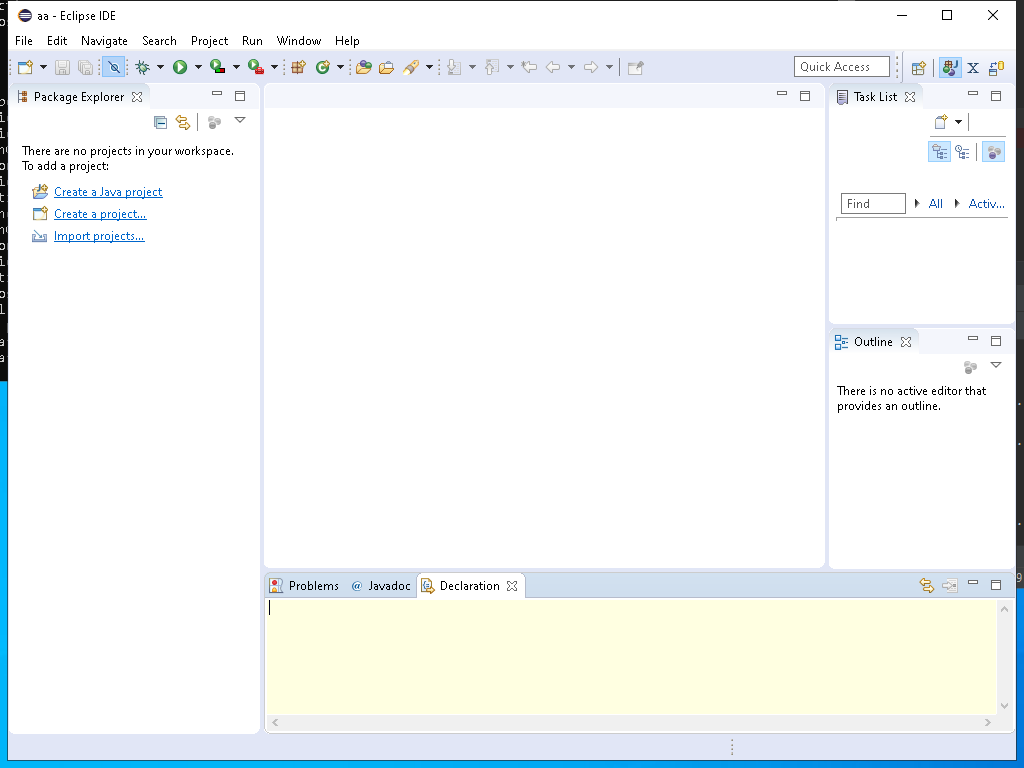 aa - Eclipse IDE
File Edit Navigate Search Project Run Window Help
Quick Access
Package Explorer
There are no projects in your workspace.
To add a project:
Create a Java project
Create a project...
Import projects...
Task List
Find All Activ...
Outline
There is no active editor that
provides an outline.
Problems @ Javadoc Declaration